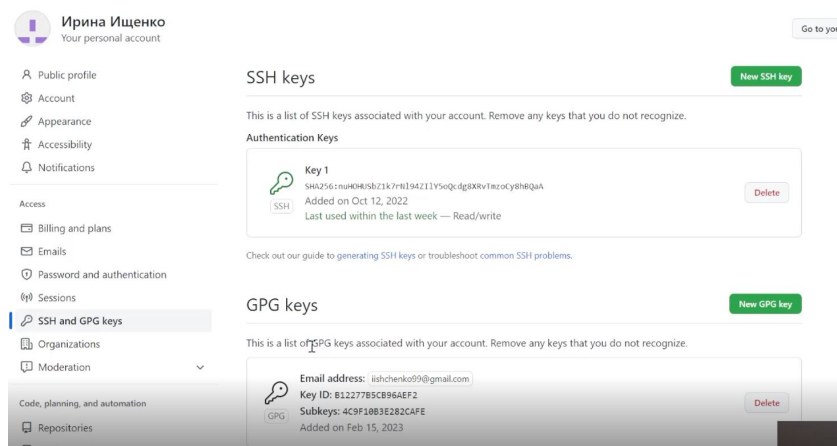 Ирина Ищенко
Your personal account
Go to you
Public profile
Account
Appearance
Accessibility
Notifications
Access
Billing and plans
Emails
Password and authentication
Sessions
SSH and GPG keys
Organizations
Moderation
Code, planning, and automation
Repositories
SSH keys
New SSH key
This is a list of SSH keys associated with your account. Remove any keys that you do not recognize.
Authentication Keys
Key 1
SHA256:nuHOHUSbZ1k7rNl94ZIlY5oQcdg8XRvTmzoCy8hBQaA
SSH
Added on Oct 12, 2022
Last used within the last week — Read/write
Delete
Check out our guide to generating SSH keys or troubleshoot common SSH problems.
GPG keys
New GPG key
This is a list of GPG keys associated with your account. Remove any keys that you do not recognize.
Email address: iishchenko99@gmail.com
Key ID: B12277B5CB96AEF2
GPG
Subkeys: 4C9F10B3E282CAFE
Added on Feb 15, 2023
Delete